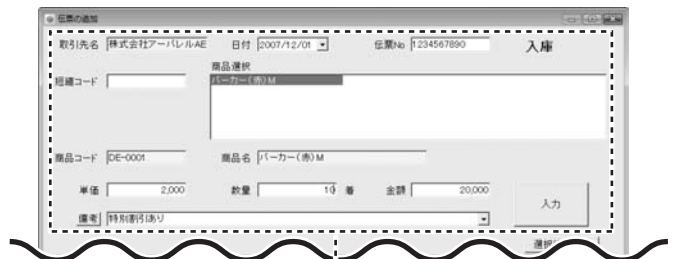 伝票の追加
取引先名 株式会社アーバレルAE 日付 2007/12/01 伝票No 1234567890 入庫
商品選択
短縮コード パーカー(赤)M
商品コード DE-0001 商品名 パーカー(赤)M
単価 2,000 数量 10 着 金額 20,000
入力
備考 特別割引あり
選択